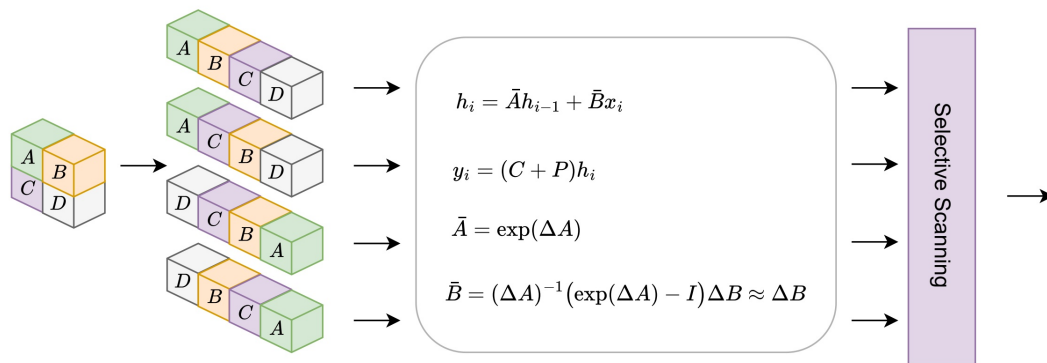 A B C D
A B
C D
A C B D
D C B A
D B C A
h_i = Āh_{i−1} + B̄x_i
y_i = (C + P)h_i
Ā = exp(ΔA)
B̄ = (ΔA)^{−1}(exp(ΔA) − I)ΔB ≈ ΔB
Selective Scanning